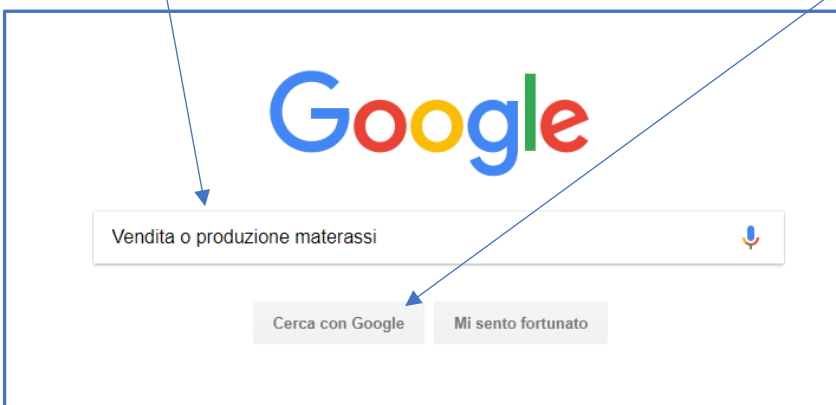 Google
Vendita o produzione materassi
Cerca con Google
Mi sento fortunato